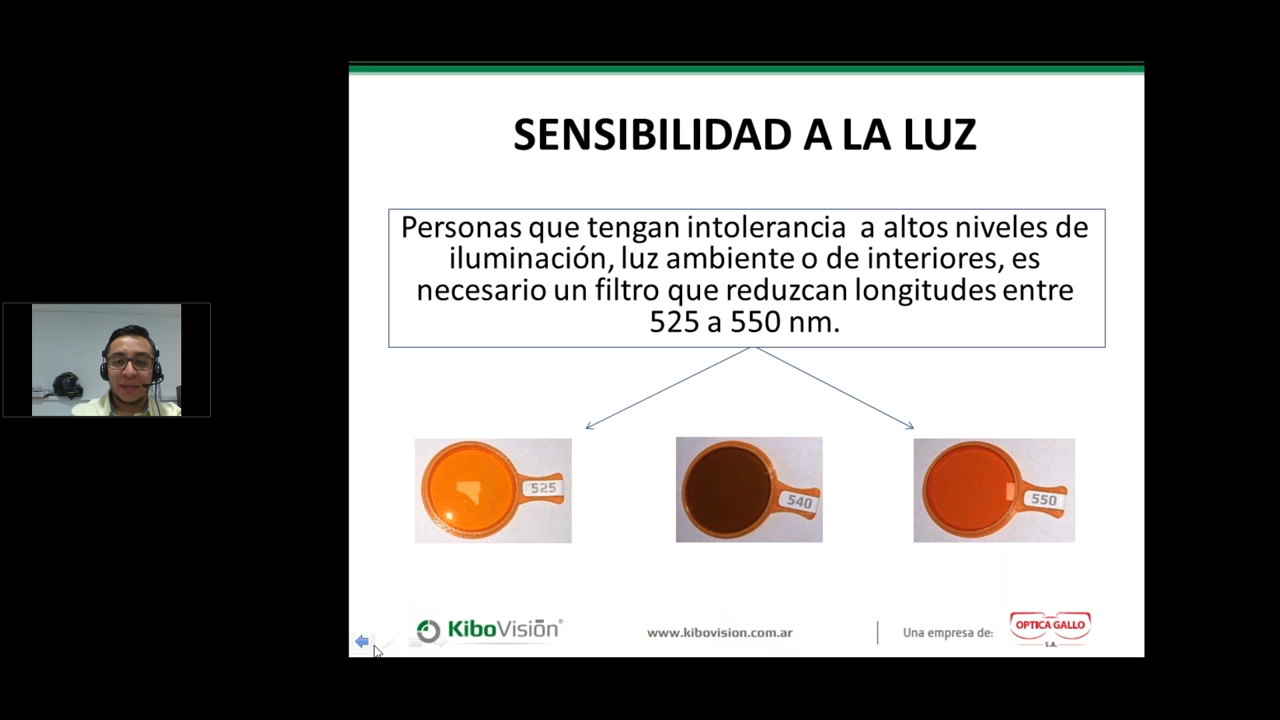 SENSIBILIDAD A LA LUZ
Personas que tengan intolerancia a altos niveles de
iluminación, luz ambiente o de interiores, es
necesario un filtro que reduzcan longitudes entre
525 a 550 nm.
525
540
550
KiboVisión®
www.kibovision.com.ar
Una empresa de:
OPTICA GALLO
S.A.